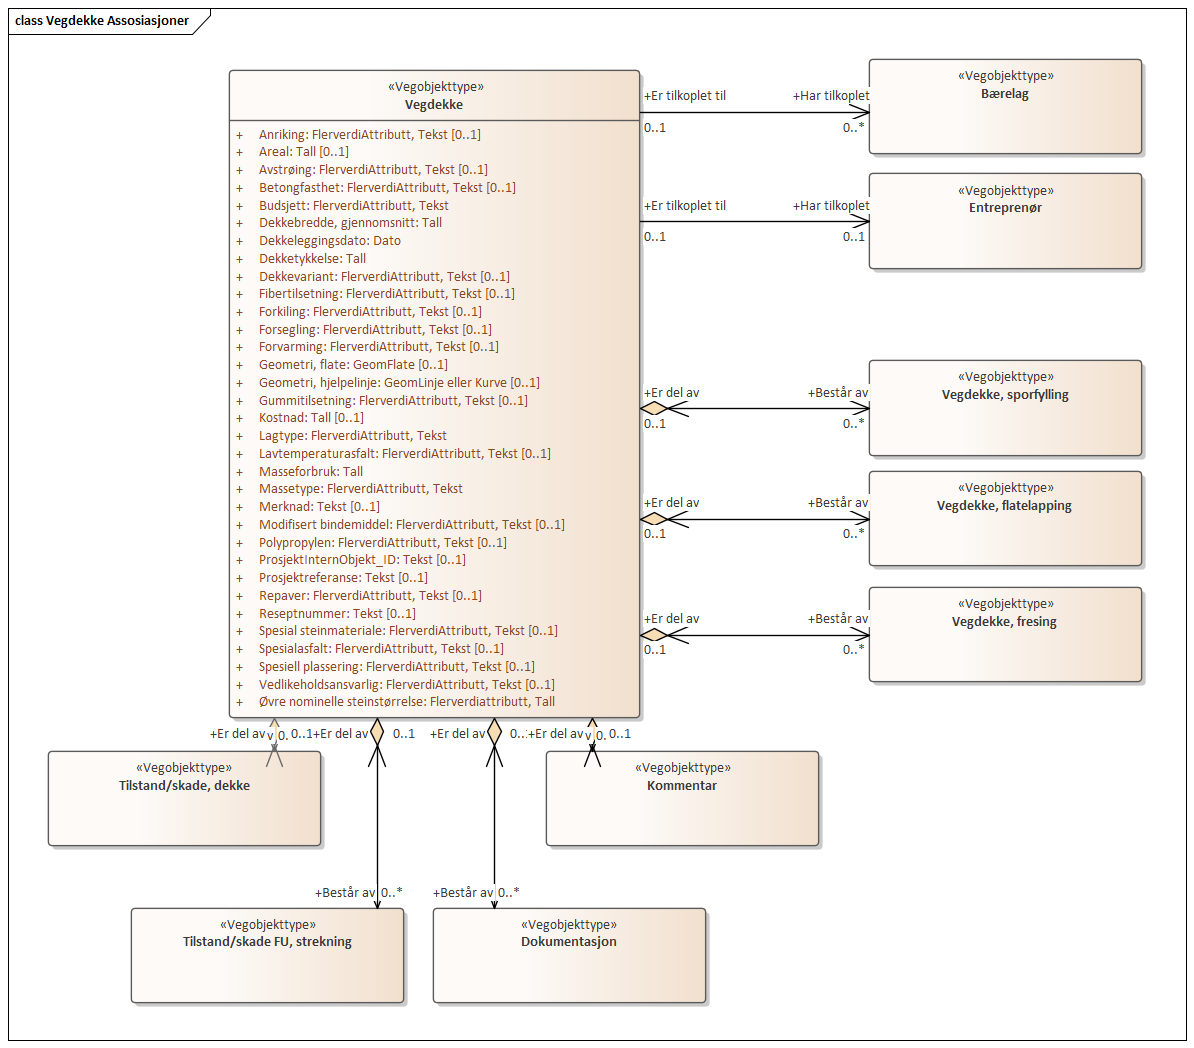 class Vegdekke Assosiasjoner
«Vegobjekttype»
Vegdekke
+ Anriking: FlerverdiAttributt, Tekst [0..1]
+ Areal: Tall [0..1]
+ Avstrøing: FlerverdiAttributt, Tekst [0..1]
+ Betongfasthet: FlerverdiAttributt, Tekst [0..1]
+ Budsjett: FlerverdiAttributt, Tekst
+ Dekkebredde, gjennomsnitt: Tall
+ Dekkeleggingsdato: Dato
+ Dekketykkelse: Tall
+ Dekkevariant: FlerverdiAttributt, Tekst [0..1]
+ Fibertilsetning: FlerverdiAttributt, Tekst [0..1]
+ Forkiling: FlerverdiAttributt, Tekst [0..1]
+ Forsegling: FlerverdiAttributt, Tekst [0..1]
+ Forvarming: FlerverdiAttributt, Tekst [0..1]
+ Geometri, flate: GeomFlate [0..1]
+ Geometri, hjelpelinje: GeomLinje eller Kurve [0..1]
+ Gummitilsetning: FlerverdiAttributt, Tekst [0..1]
+ Kostnad: Tall [0..1]
+ Lagtype: FlerverdiAttributt, Tekst
+ Lavtemperaturasfalt: FlerverdiAttributt, Tekst [0..1]
+ Masseforbruk: Tall
+ Massetype: FlerverdiAttributt, Tekst
+ Merknad: Tekst [0..1]
+ Modifisert bindemiddel: FlerverdiAttributt, Tekst [0..1]
+ Polypropylen: FlerverdiAttributt, Tekst [0..1]
+ ProsjektInternObjekt_ID: Tekst [0..1]
+ Prosjektreferanse: Tekst [0..1]
+ Repaver: FlerverdiAttributt, Tekst [0..1]
+ Reseptnummer: Tekst [0..1]
+ Spesial steinmateriale: FlerverdiAttributt, Tekst [0..1]
+ Spesialasfalt: FlerverdiAttributt, Tekst [0..1]
+ Spesiell plassering: FlerverdiAttributt, Tekst [0..1]
+ Vedlikeholdsansvarlig: FlerverdiAttributt, Tekst [0..1]
+ Øvre nominelle steinstørrelse: Flerverdiattributt, Tall
+Er tilkoplet til +Har tilkoplet
0..1 0..*
«Vegobjekttype»
Bærelag
+Er tilkoplet til +Har tilkoplet
0..1 0..1
«Vegobjekttype»
Entreprenør
+Er del av +Består av
0..1 0..*
«Vegobjekttype»
Vegdekke, sporfylling
+Er del av +Består av
0..1 0..*
«Vegobjekttype»
Vegdekke, flatelapping
+Er del av +Består av
0..1 0..*
«Vegobjekttype»
Vegdekke, fresing
+Er del av v 0. 0..1 +Er del av 0..1 +Er del av 0.. +Er del av v 0. 0..1
«Vegobjekttype»
Tilstand/skade, dekke
«Vegobjekttype»
Kommentar
+Består av 0..* +Består av 0..*
«Vegobjekttype»
Tilstand/skade FU, strekning
«Vegobjekttype»
Dokumentasjon